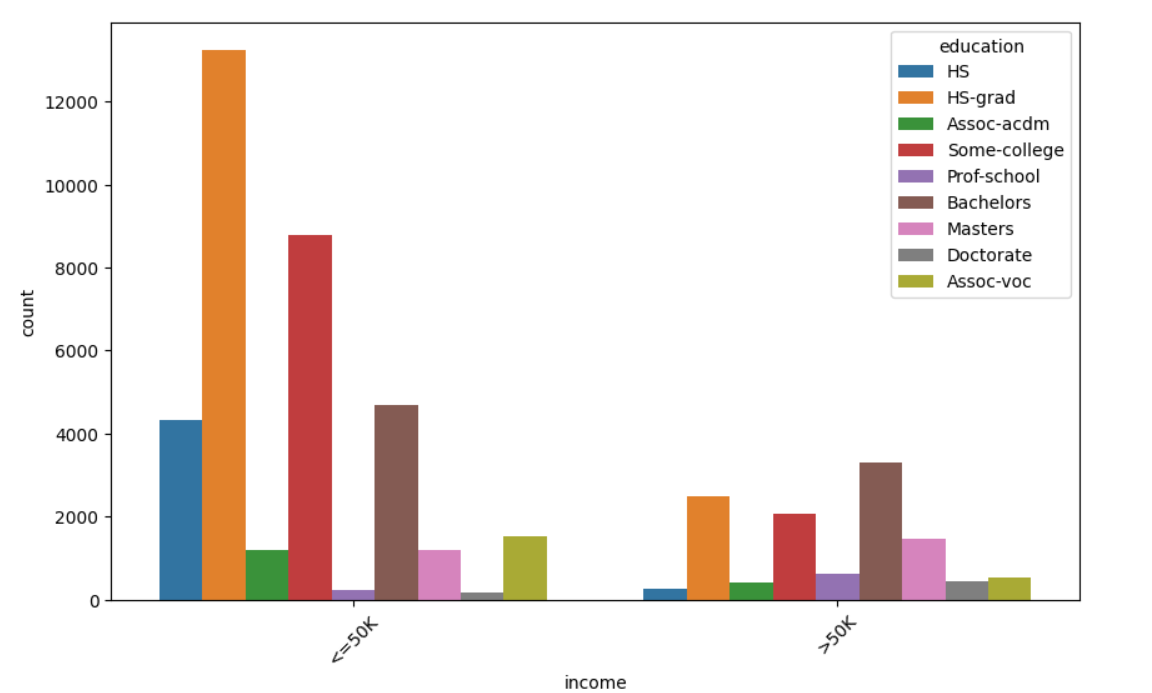 education
HS
HS-grad
Assoc-acdm
Some-college
Prof-school
Bachelors
Masters
Doctorate
Assoc-voc
12000
10000
8000
6000
4000
2000
0
count
<=50K
>50K
income